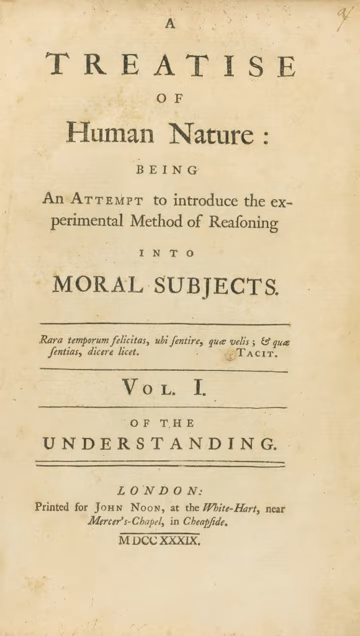 A
TREATISE
OF
Human Nature:
BEING
An ATTEMPT to introduce the ex-
perimental Method of Reaſoning
INTO
MORAL SUBJECTS.
Rara temporum felicitas, ubi ſentire, quæ velis; & quæ
ſentias, dicere licet. TACIT.
VOL. I.
OF THE
UNDERSTANDING.
LONDON:
Printed for JOHN NOON, at the White-Hart, near
Mercer's-Chapel, in Cheapſide.
MDCCXXXIX.